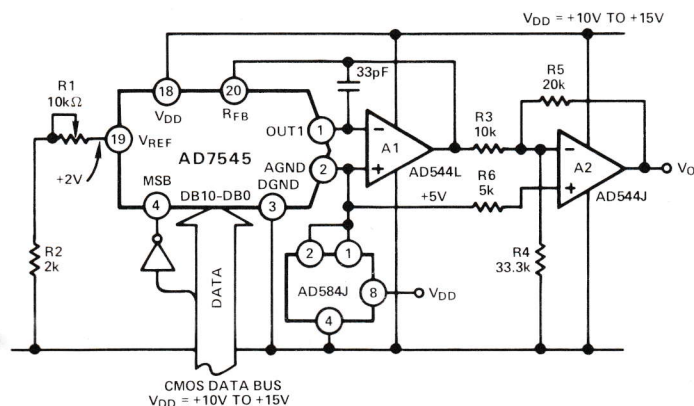 V_DD = +10V TO +15V
R1
10kΩ
18
V_DD
20
R_FB
33pF
R5
20k
19
V_REF
AD7545
OUT1
1
−
A1
+
AD544L
R3
10k
−
A2
+
AD544J
V_O
+2V
MSB
4
DB10-DB0
DGND
3
AGND
2
+5V
R6
5k
R2
2k
DATA
2
1
AD584J
8
V_DD
4
R4
33.3k
CMOS DATA BUS
V_DD = +10V TO +15V